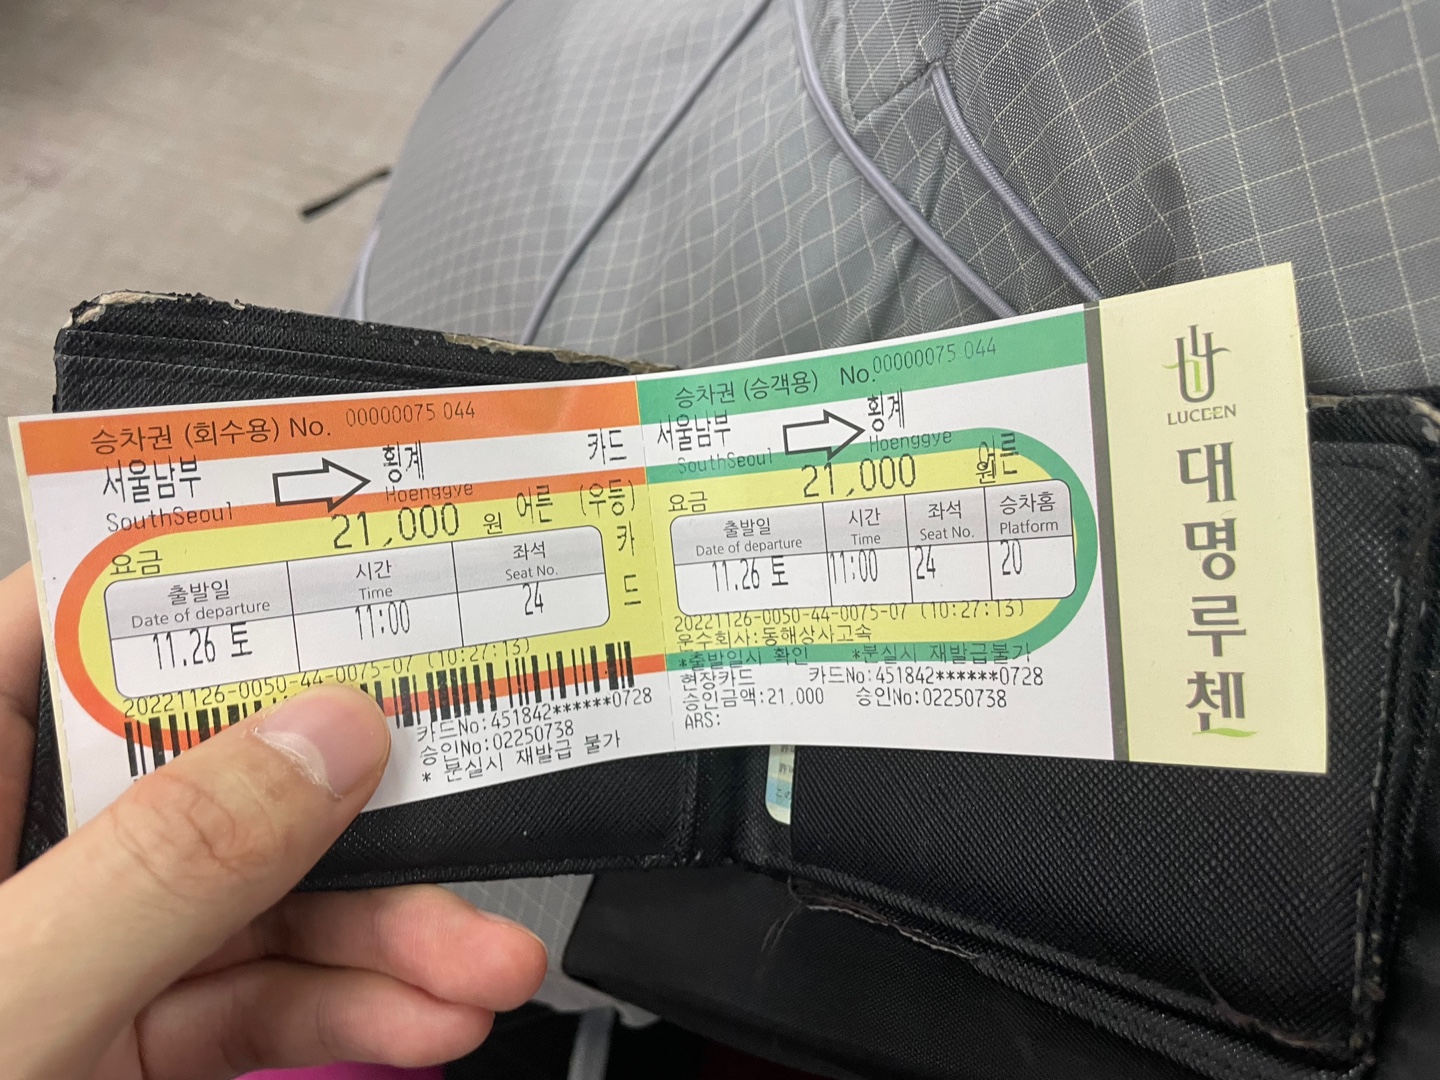 승차권 (회수용) No. 00000075 044
서울남부 횡계 카드
SouthSeoul Hoenggye
요금 21,000 원 어른 (우등)
카드
출발일 시간 좌석
Date of departure Time Seat No.
11.26 토 11:00 24
20221126-0050-44-0075-07 (10:27:13)
카드No:451842******0728
승인No:02250738
* 분실시 재발급 불가
승차권 (승객용) No. 00000075 044
서울남부 횡계
SouthSeoul Hoenggye
요금 21,000 원 어른
출발일 시간 좌석 승차홈
Date of departure Time Seat No. Platform
11.26 토 11:00 24 20
20221126-0050-44-0075-07 (10:27:13)
운수회사:동해상사고속
*출발일시 확인 *분실시 재발급불가
현장카드 카드No:451842******0728
승인금액:21,000 승인No:02250738
ARS:
LUCEEN
대명루첸